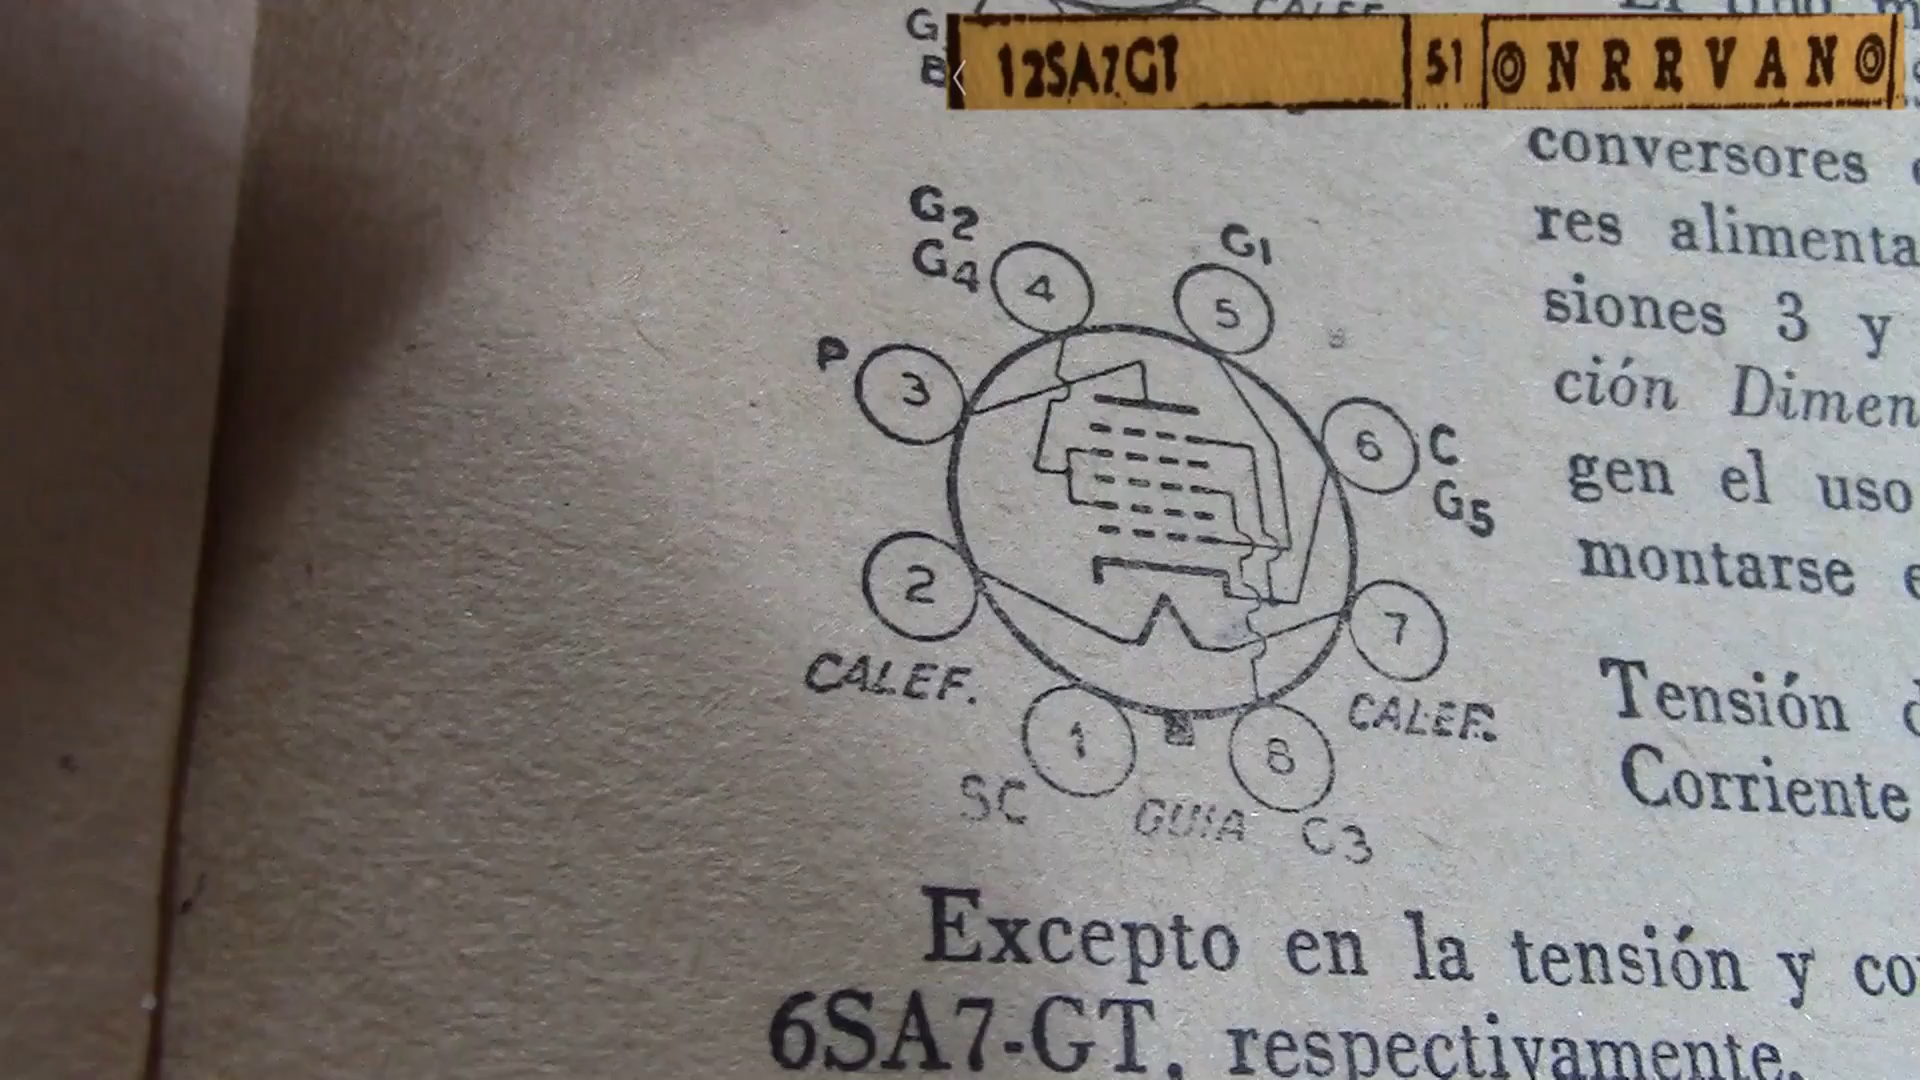 G
B
12SA7GT 51 ◎ N R R V A N ◎
conversores
res alimenta
siones 3 y
ción Dimen
gen el uso
montarse e
Tensión d
Corriente
G2
G4
4
G1
5
P
3
6
C
G5
2
CALEF.
7
CALEF.
1
SC
GUIA
8
C3
Excepto en la tensión y co
6SA7-GT, respectivamente.